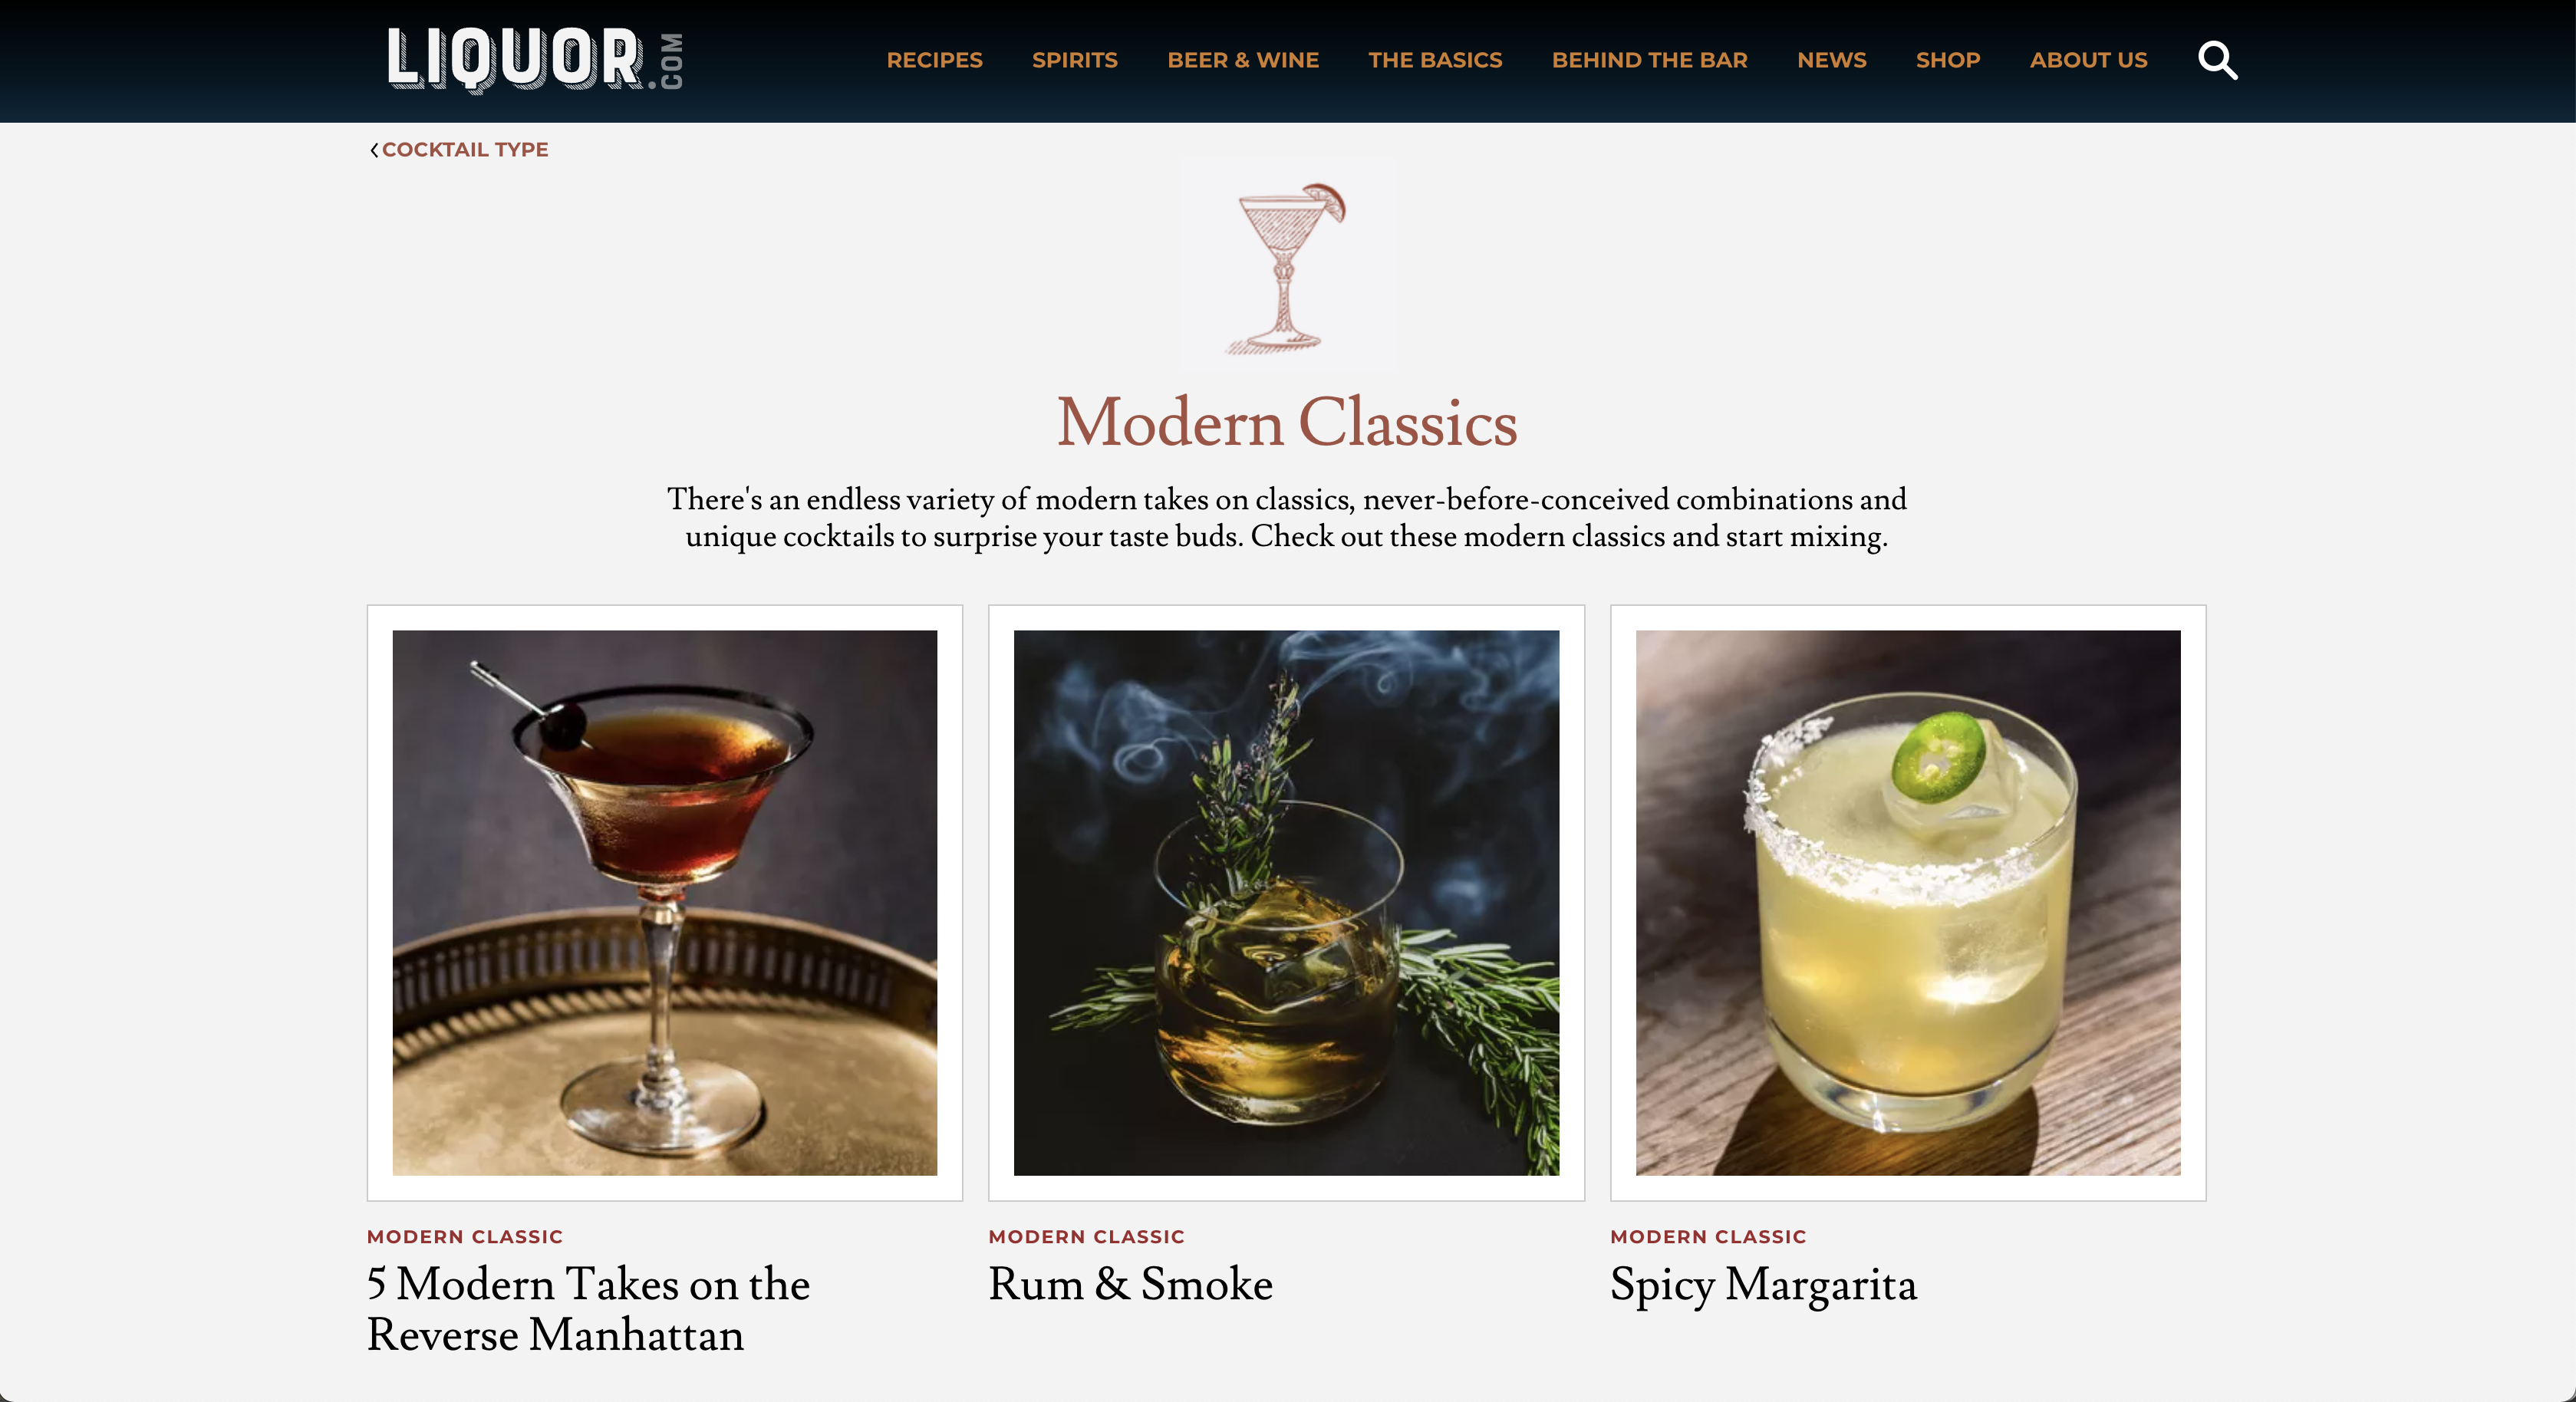 LIQUOR.COM
RECIPES SPIRITS BEER & WINE THE BASICS BEHIND THE BAR NEWS SHOP ABOUT US
COCKTAIL TYPE
Modern Classics
There's an endless variety of modern takes on classics, never-before-conceived combinations and
unique cocktails to surprise your taste buds. Check out these modern classics and start mixing.
MODERN CLASSIC
5 Modern Takes on the
Reverse Manhattan
MODERN CLASSIC
Rum & Smoke
MODERN CLASSIC
Spicy Margarita